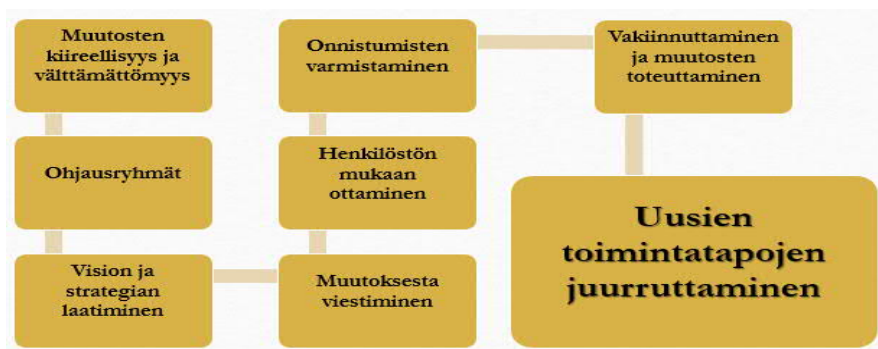 Muutosten
kiireellisyys ja
välttämättömyys
Ohjausryhmät
Vision ja
strategian
laatiminen
Muutoksesta
viestiminen
Henkilöstön
mukaan
ottaminen
Onnistumisten
varmistaminen
Vakiinnuttaminen
ja muutosten
toteuttaminen
Uusien
toimintatapojen
juurruttaminen